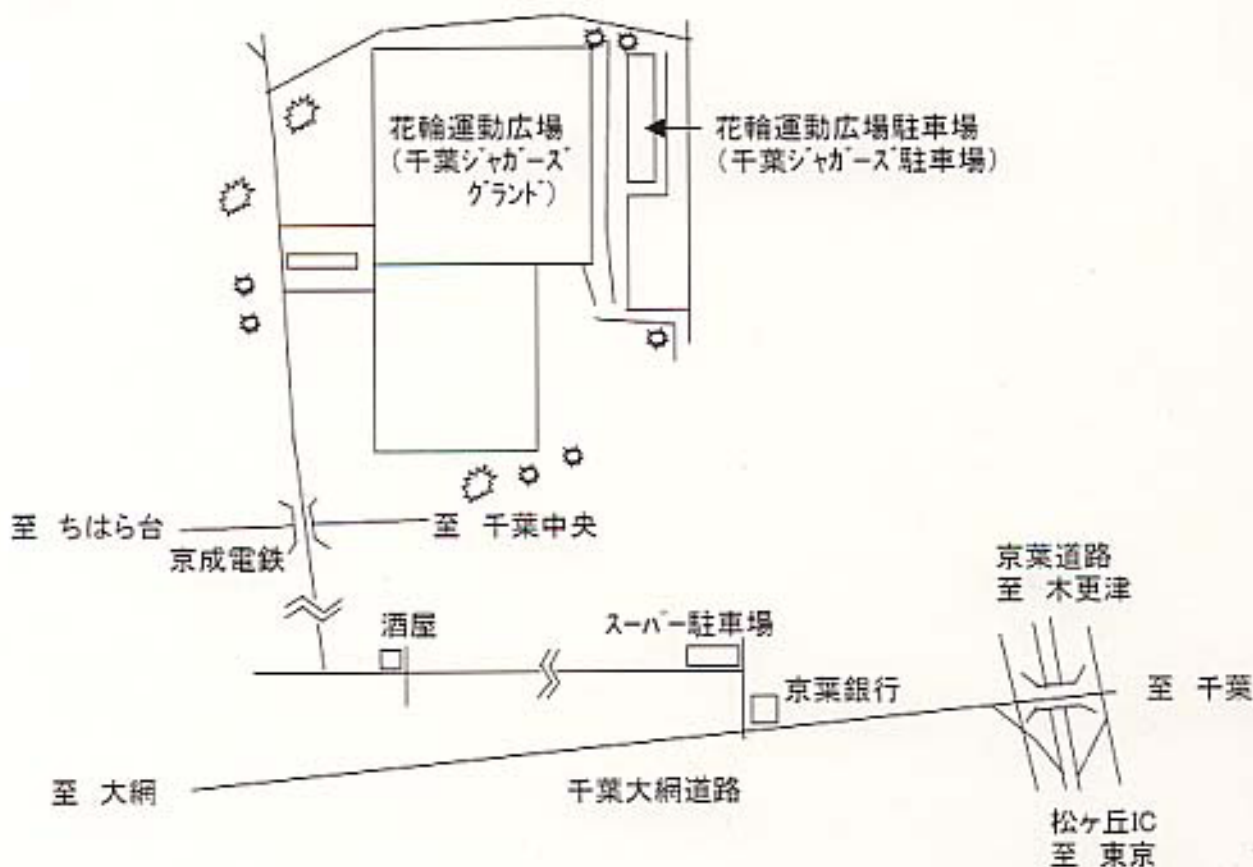 花輪運動広場
（千葉ｼﾞｬｶﾞｰｽﾞ
ｸﾞﾗﾝﾄﾞ）
花輪運動広場駐車場
（千葉ｼﾞｬｶﾞｰｽﾞ駐車場）
至 ちはら台
至 千葉中央
京成電鉄
京葉道路
至 木更津
酒屋
ｽｰﾊﾟｰ駐車場
京葉銀行
至 千葉
至 大網
千葉大網道路
松ヶ丘IC
至 東京